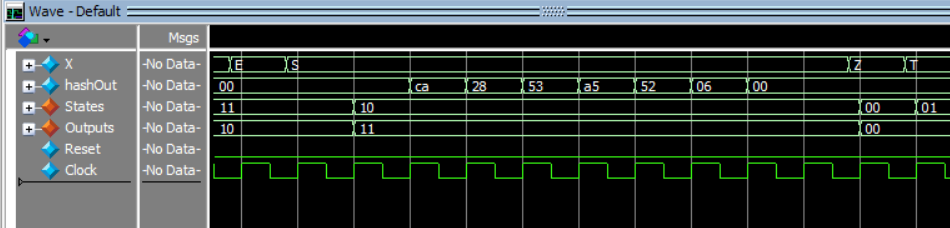 Wave - Default
Msgs
X -No Data- E S Z T
hashOut -No Data- 00 ca 28 53 a5 52 06 00
States -No Data- 11 10 00 01
Outputs -No Data- 10 11 00
Reset -No Data-
Clock -No Data-